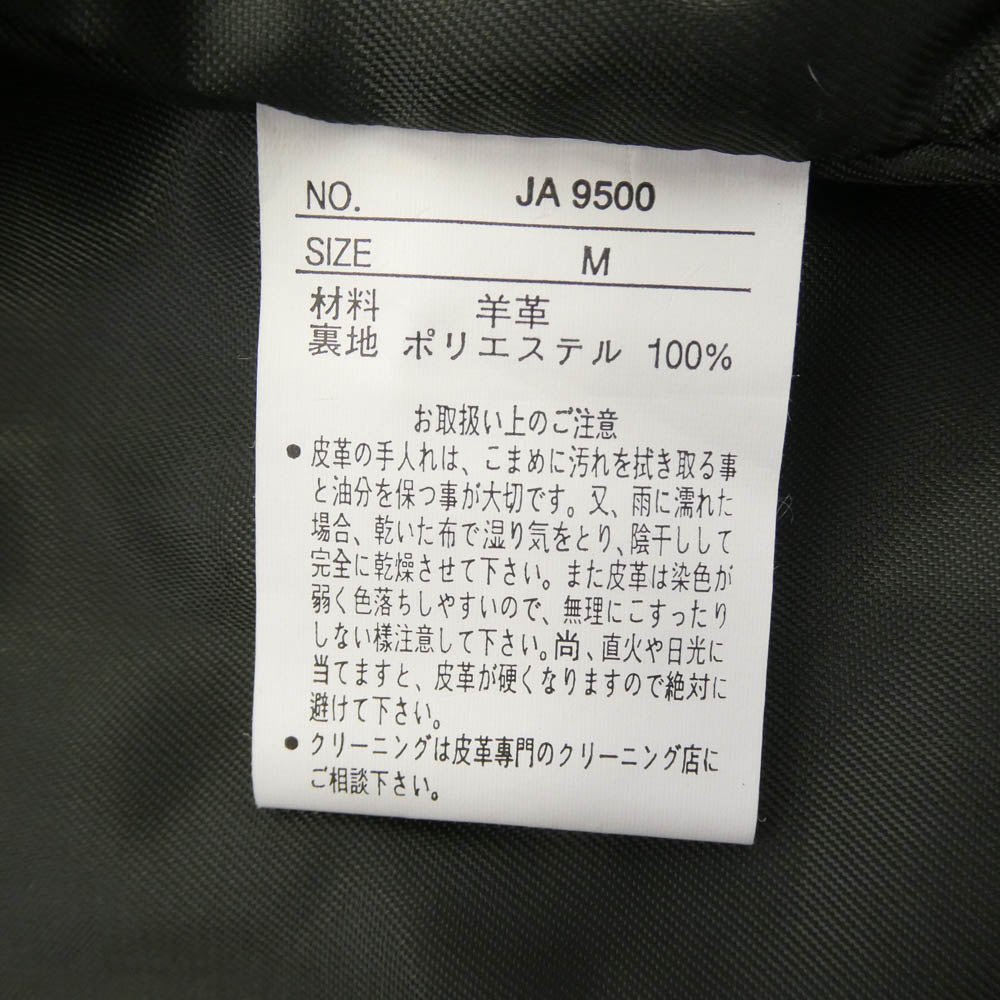 NO. JA 9500
SIZE M
材料 羊革
裏地 ポリエステル 100%
お取扱い上のご注意
● 皮革の手入れは、こまめに汚れを拭き取る事
と油分を保つ事が大切です。又、雨に濡れた
場合、乾いた布で湿り気をとり、陰干しして
完全に乾燥させて下さい。また皮革は染色が
弱く色落ちしやすいので、無理にこすったり
しない様注意して下さい。尚、直火や日光に
当てますと、皮革が硬くなりますので絶対に
避けて下さい。
● クリーニングは皮革専門のクリーニング店に
ご相談下さい。